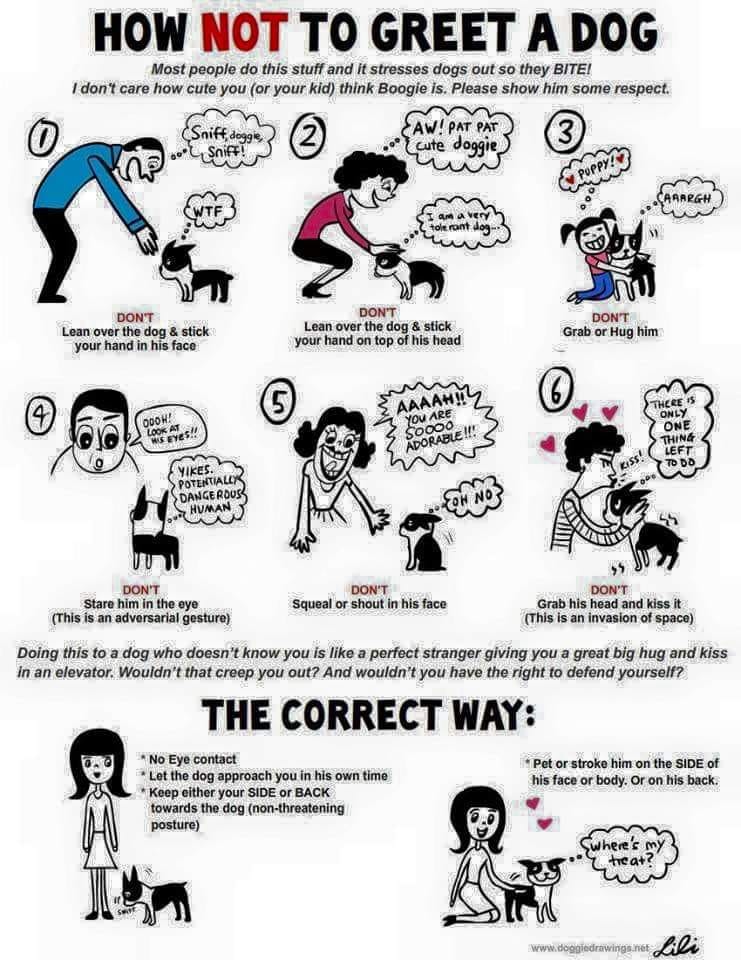 HOW NOT TO GREET A DOG
Most people do this stuff and it stresses dogs out so they BITE!
I don't care how cute you (or your kid) think Boogie is. Please show him some respect.
1
Sniff, doggie,
Sniff!
WTF
DON'T
Lean over the dog & stick
your hand in his face
2
AW! PAT PAT
cute doggie
I am a very
tolerant dog...
DON'T
Lean over the dog & stick
your hand on top of his head
3
PUPPY!
AAARGH
DON'T
Grab or Hug him
4
OOOH!
LOOK AT
HIS EYES!!
YIKES.
POTENTIALLY
DANGEROUS
HUMAN
DON'T
Stare him in the eye
(This is an adversarial gesture)
5
AAAAH!!
YOU ARE
SOOOO
ADORABLE!!!
OH NO
DON'T
Squeal or shout in his face
6
THERE IS
ONLY
ONE
THING
LEFT
TO DO
KISS!
DON'T
Grab his head and kiss it
(This is an invasion of space)
Doing this to a dog who doesn't know you is like a perfect stranger giving you a great big hug and kiss
in an elevator. Wouldn't that creep you out? And wouldn't you have the right to defend yourself?
THE CORRECT WAY:
* No Eye contact
* Let the dog approach you in his own time
* Keep either your SIDE or BACK
towards the dog (non-threatening
posture)
SNIFF
* Pet or stroke him on the SIDE of
his face or body. Or on his back.
Where's my
treat?
www.doggiedrawings.net
Lili